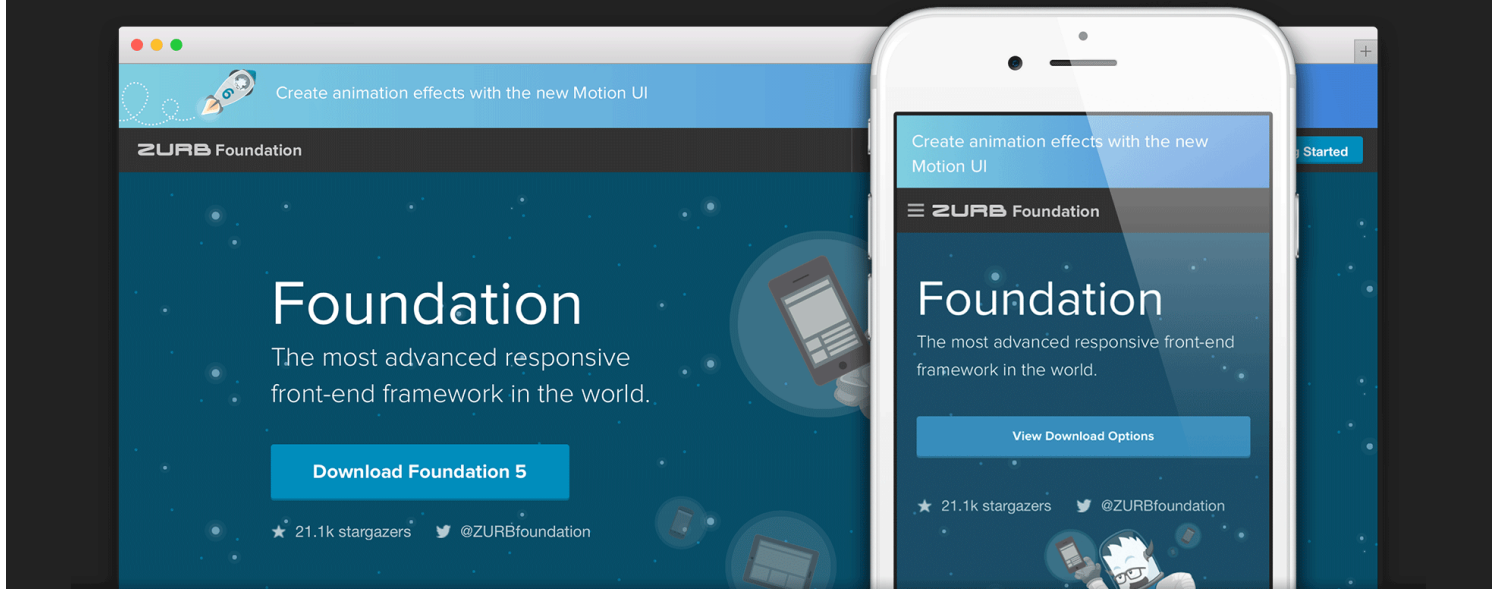 Create animation effects with the new Motion UI
ZURB Foundation
Foundation
The most advanced responsive
front-end framework in the world.
Download Foundation 5
21.1k stargazers @ZURBfoundation
6
Started
Create animation effects with the new
Motion UI
ZURB Foundation
Foundation
The most advanced responsive front-end
framework in the world.
View Download Options
21.1k stargazers @ZURBfoundation